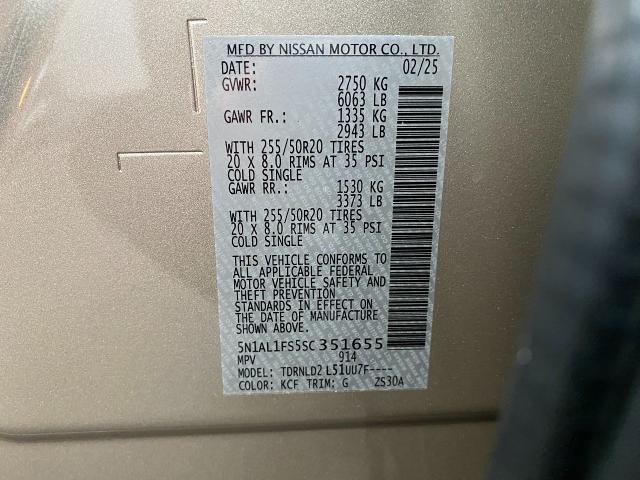 MFD BY NISSAN MOTOR CO., LTD.
DATE: 02/25
GVWR: 2750 KG
6063 LB
GAWR FR.: 1335 KG
2943 LB
WITH 255/50R20 TIRES
20 X 8.0 RIMS AT 35 PSI
COLD SINGLE
GAWR RR.: 1530 KG
3373 LB
WITH 255/50R20 TIRES
20 X 8.0 RIMS AT 35 PSI
COLD SINGLE
THIS VEHICLE CONFORMS TO
ALL APPLICABLE FEDERAL
MOTOR VEHICLE SAFETY AND
THEFT PREVENTION
STANDARDS IN EFFECT ON
THE DATE OF MANUFACTURE
SHOWN ABOVE.
5N1AL1FS5SC351655
MPV 914
MODEL: TDRNLD2 L51UU7F----
COLOR: KCF TRIM: G ZS30A